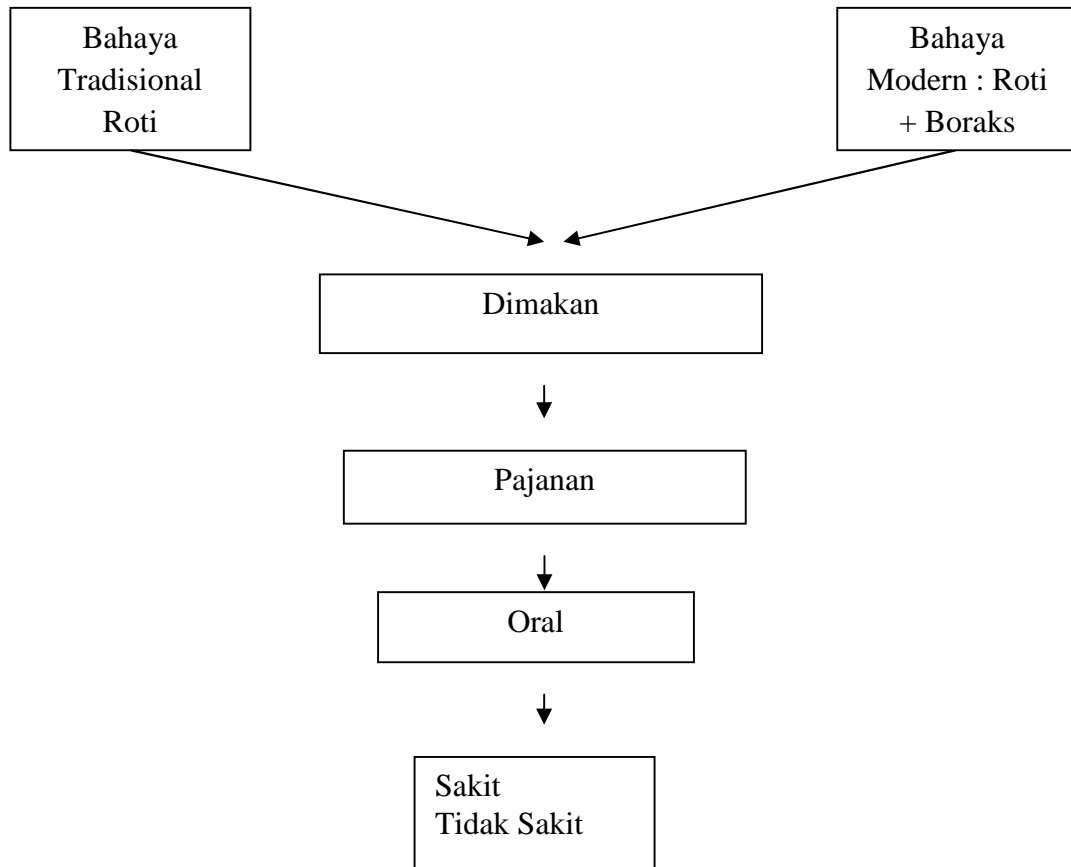 Bahaya
Tradisional
Roti
Bahaya
Modern : Roti
+ Boraks
Dimakan
Pajanan
Oral
Sakit
Tidak Sakit